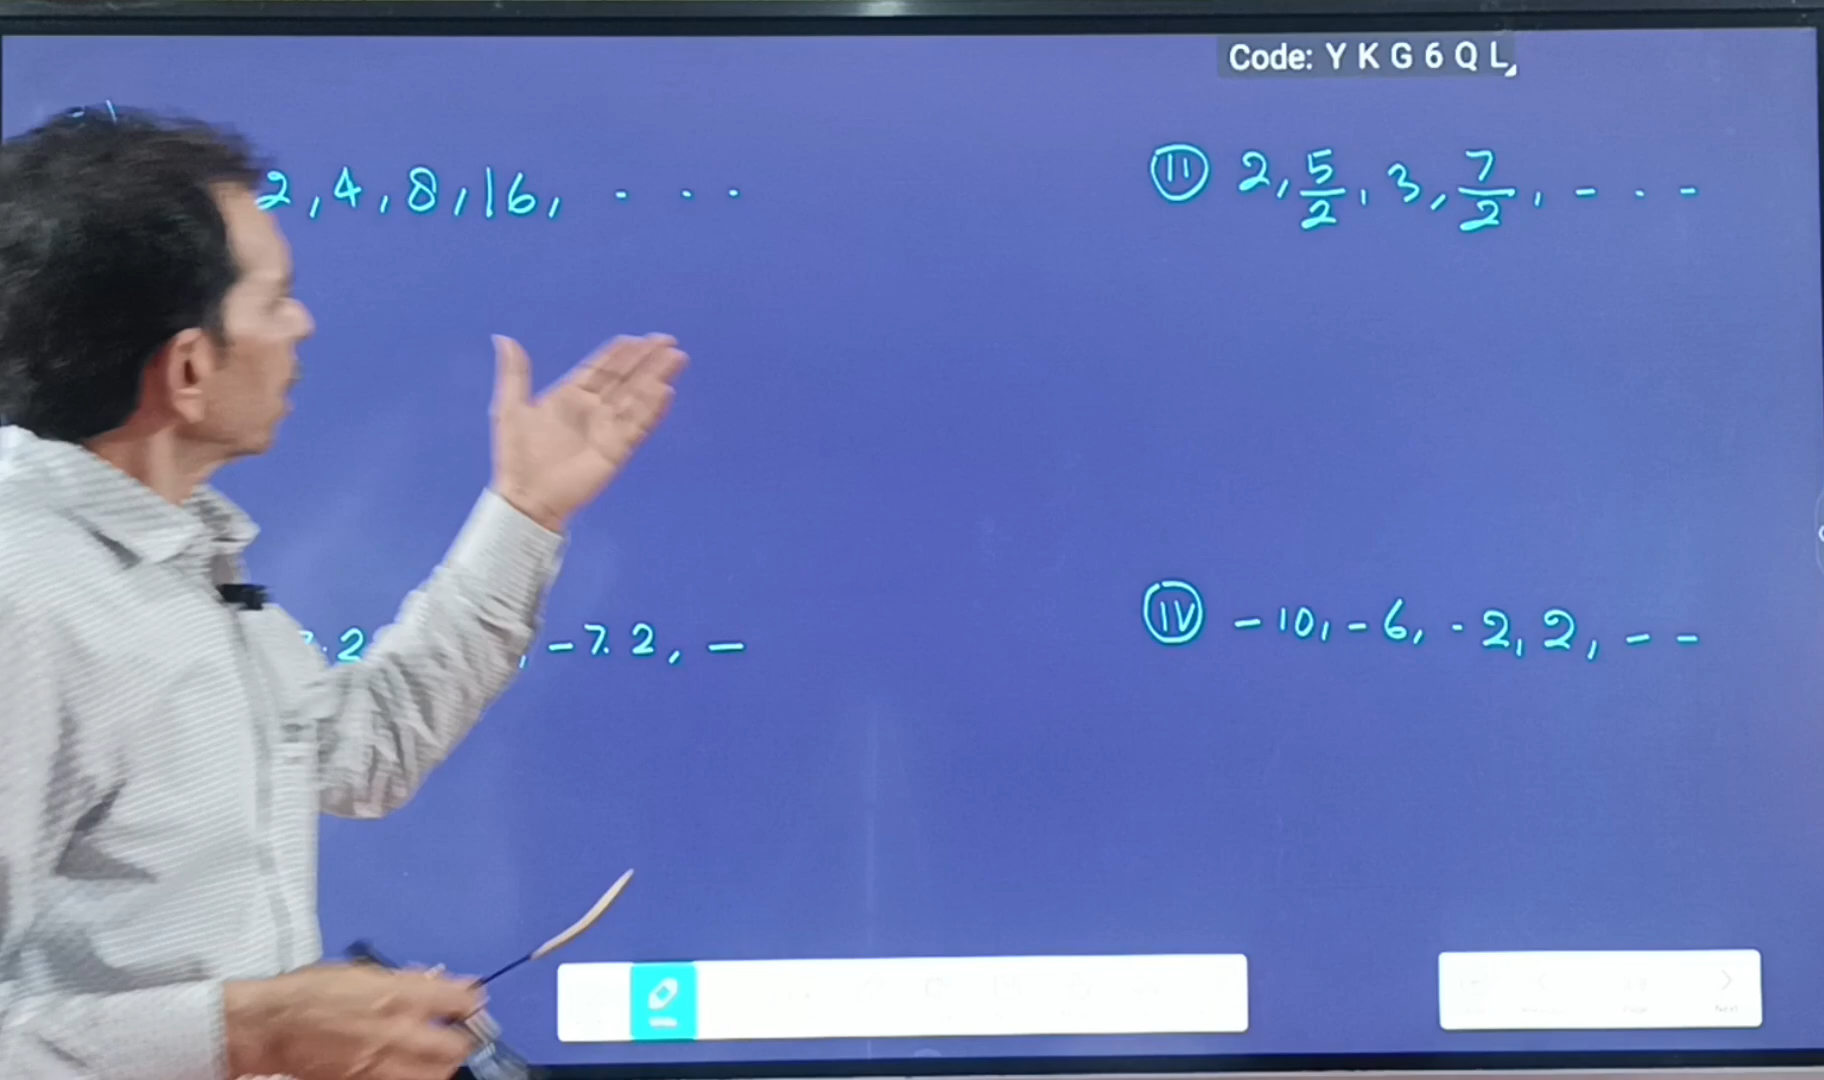 Code: Y K G 6 Q L
2, 4, 8, 16, . . .
(II) 2, 5/2, 3, 7/2, - . -
.2 , -7.2, -
(IV) -10, -6, -2, 2, - -